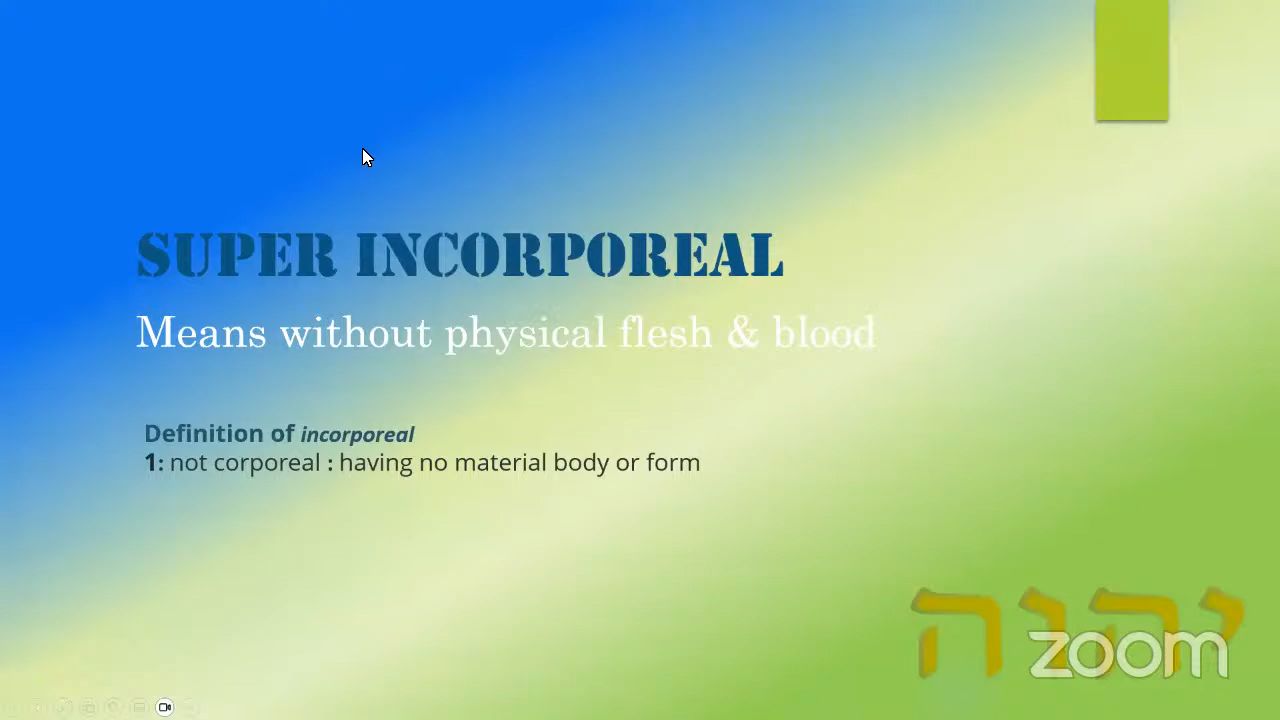 SUPER INCORPOREAL
Means without physical flesh & blood
Definition of incorporeal
1: not corporeal : having no material body or form
יהוה
zoom